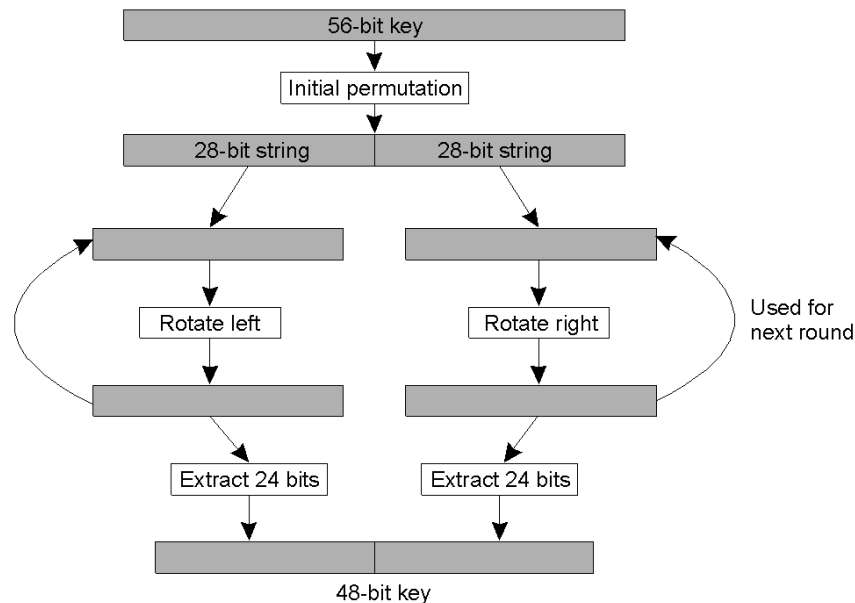 56-bit key
Initial permutation
28-bit string
28-bit string
Rotate left
Rotate right
Used for
next round
Extract 24 bits
Extract 24 bits
48-bit key